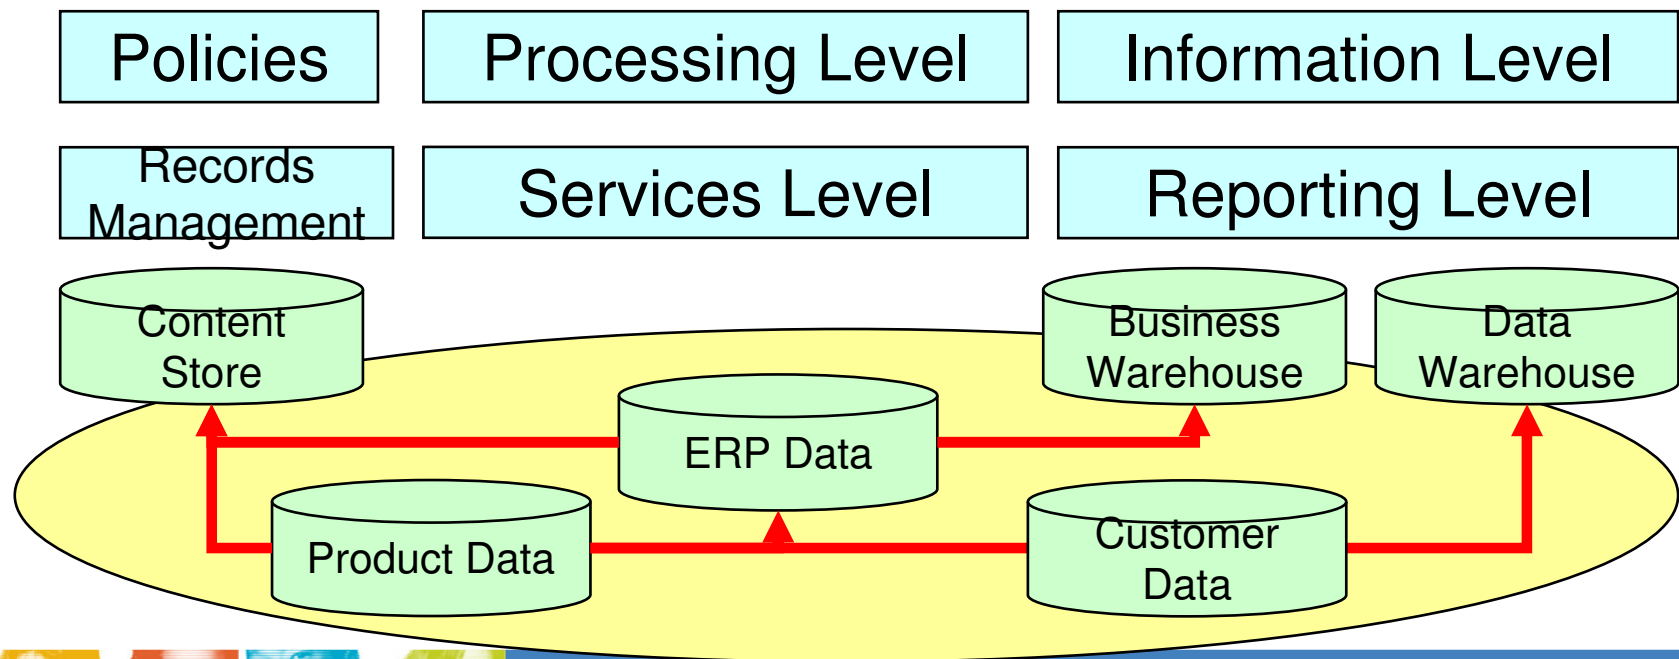 Policies
Processing Level
Information Level
Records
Management
Services Level
Reporting Level
Content
Store
Business
Warehouse
Data
Warehouse
ERP Data
Product Data
Customer
Data